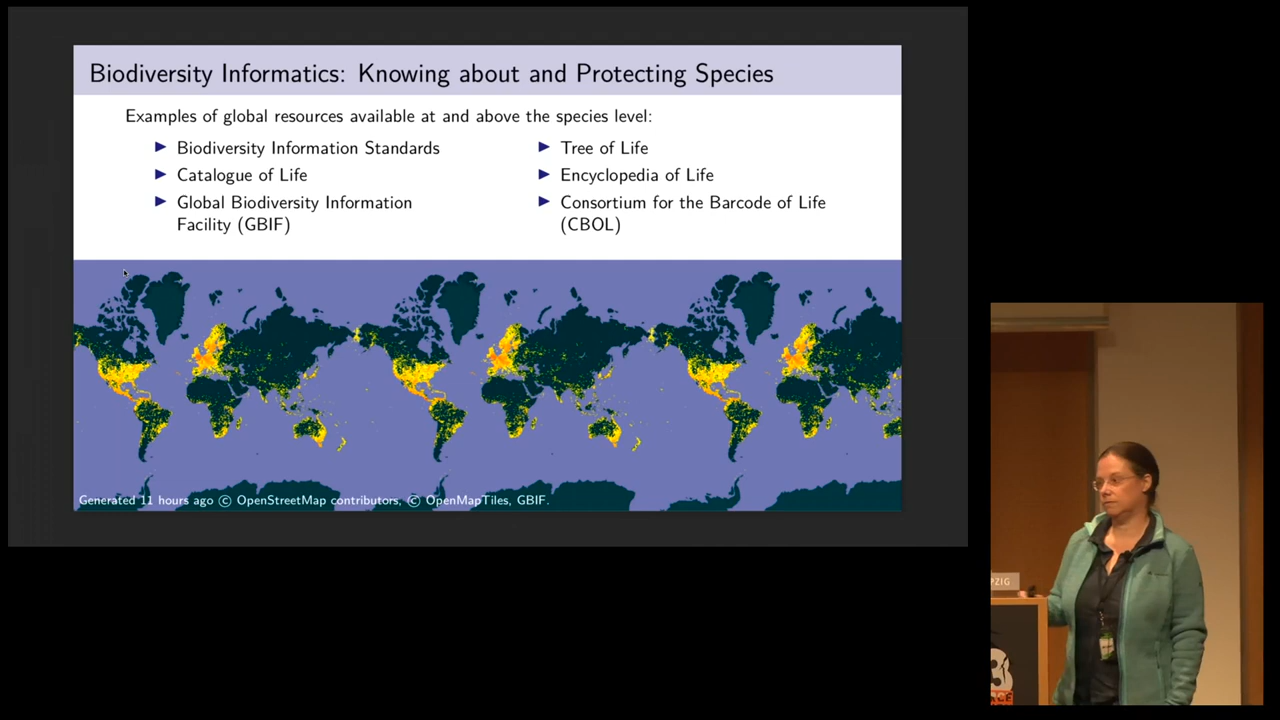 Biodiversity Informatics: Knowing about and Protecting Species
Examples of global resources available at and above the species level:
▶ Biodiversity Information Standards
▶ Catalogue of Life
▶ Global Biodiversity Information
Facility (GBIF)
▶ Tree of Life
▶ Encyclopedia of Life
▶ Consortium for the Barcode of Life
(CBOL)
Generated 11 hours ago © OpenStreetMap contributors, © OpenMapTiles, GBIF.
PZIG